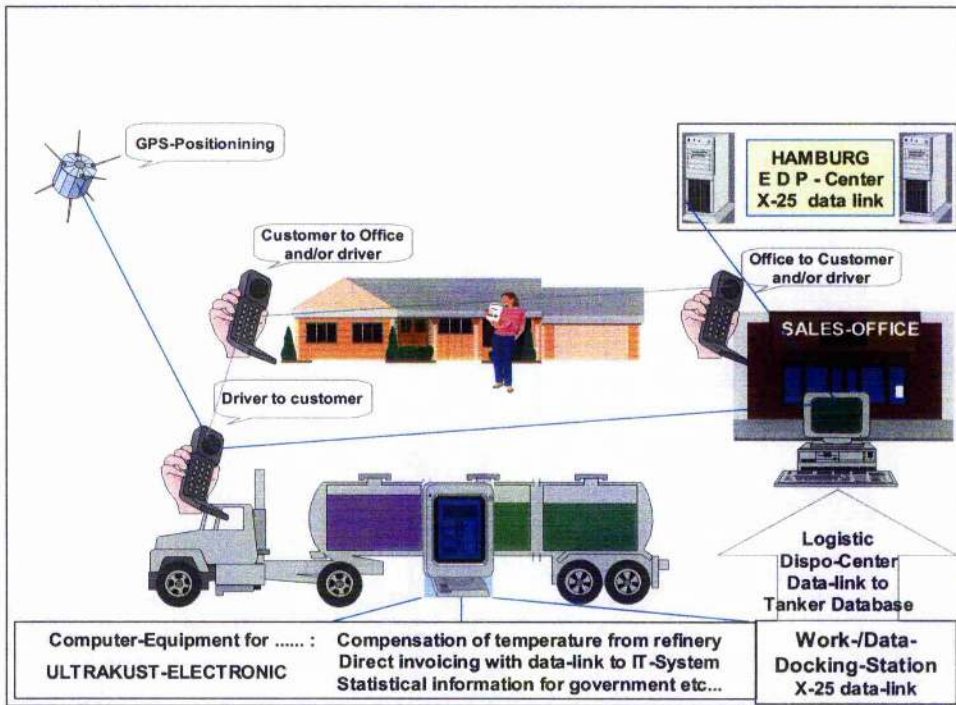 GPS-Positionining
HAMBURG
E D P - Center
X-25 data link
Customer to Office
and/or driver
Office to Customer
and/or driver
SALES-OFFICE
Driver to customer
Logistic
Dispo-Center
Data-link to
Tanker Database
Computer-Equipment for ...... :
ULTRAKUST-ELECTRONIC
Compensation of temperature from refinery
Direct invoicing with data-link to IT-System
Statistical information for government etc...
Work-/Data-
Docking-Station
X-25 data-link